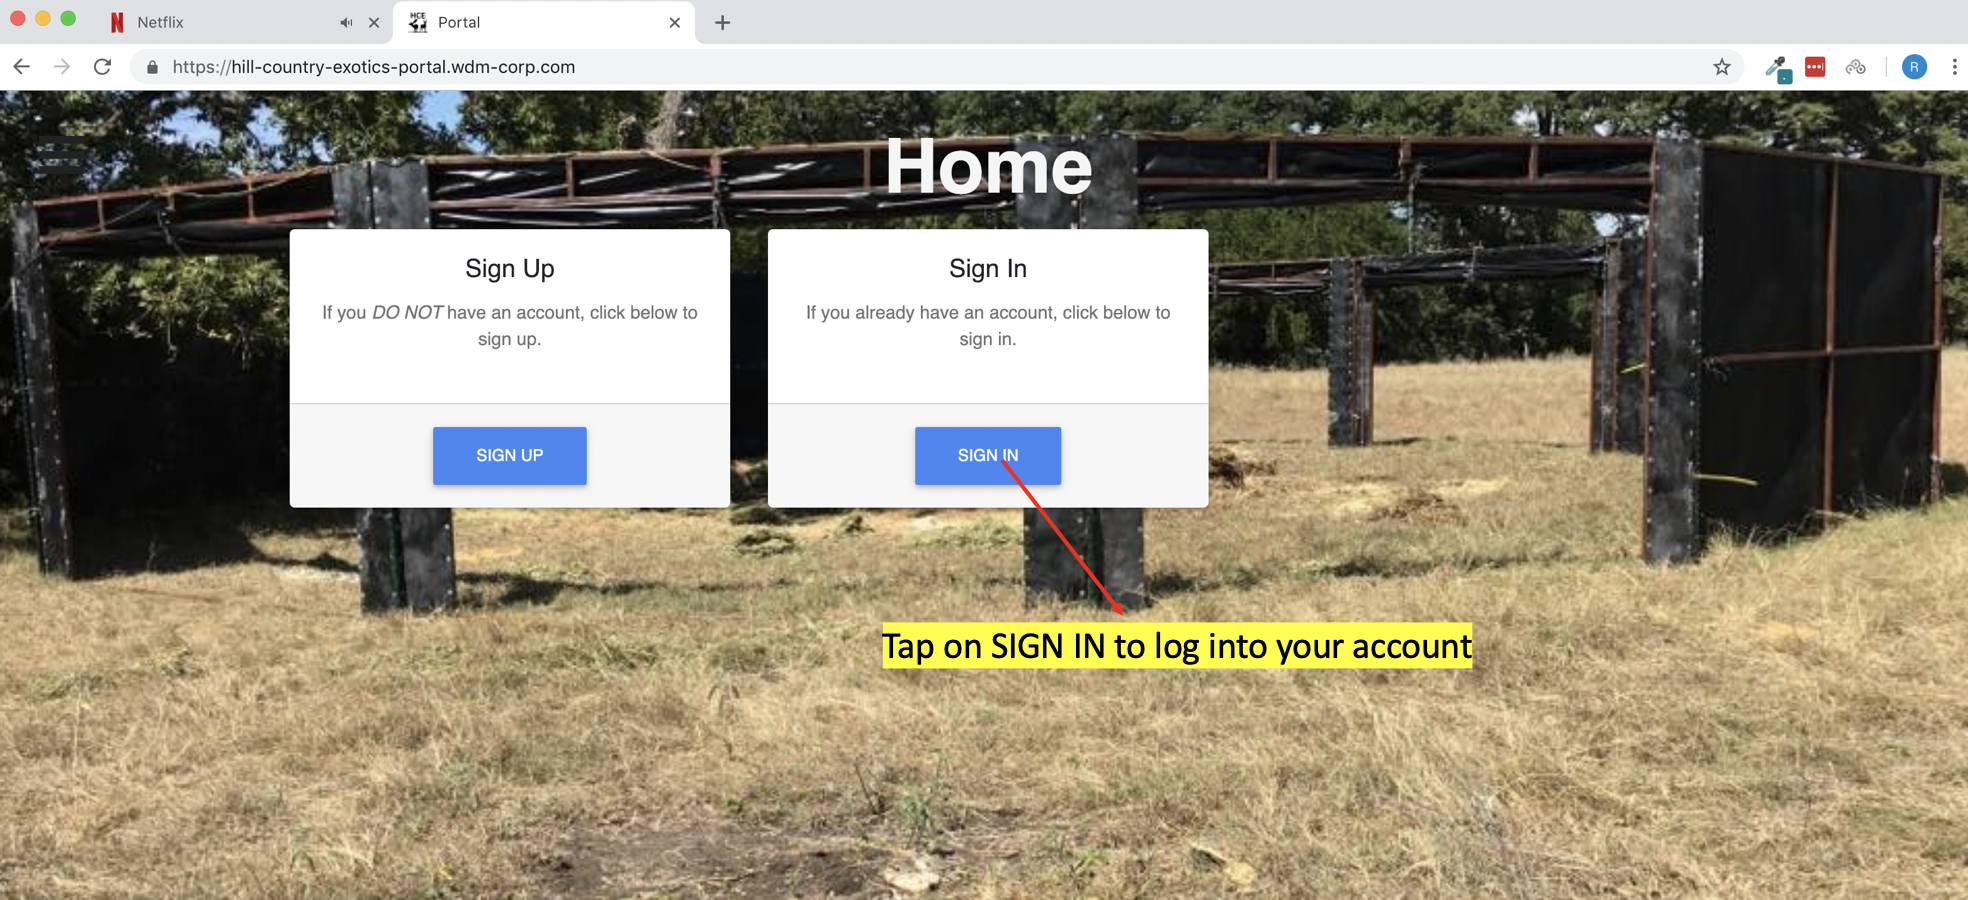 Netflix
HCE
Portal
https://hill-country-exotics-portal.wdm-corp.com
R
Home
Sign Up
If you DO NOT have an account, click below to
sign up.
SIGN UP
Sign In
If you already have an account, click below to
sign in.
SIGN IN
Tap on SIGN IN to log into your account